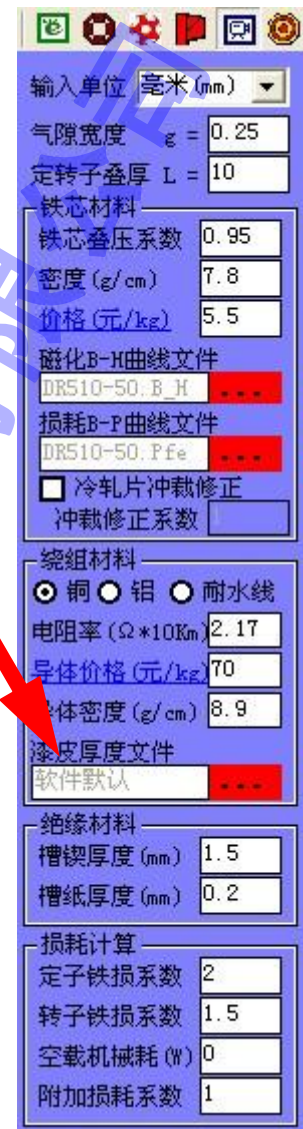 输入单位 毫米(mm)
气隙宽度 g = 0.25
定转子叠厚 L = 10
铁芯材料
铁芯叠压系数 0.95
密度(g/cm) 7.8
价格(元/kg) 5.5
磁化B-H曲线文件
DR510-50.B_H ...
损耗B-P曲线文件
DR510-50.Pfe ...
冷轧片冲裁修正
冲裁修正系数 1
绕组材料
铜 铝 耐水线
电阻率(Ω*10Km) 2.17
导体价格(元/kg) 70
导体密度(g/cm) 8.9
漆皮厚度文件
软件默认 ...
绝缘材料
槽锲厚度(mm) 1.5
槽纸厚度(mm) 0.2
损耗计算
定子铁损系数 2
转子铁损系数 1.5
空载机械耗(W) 0
附加损耗系数 1